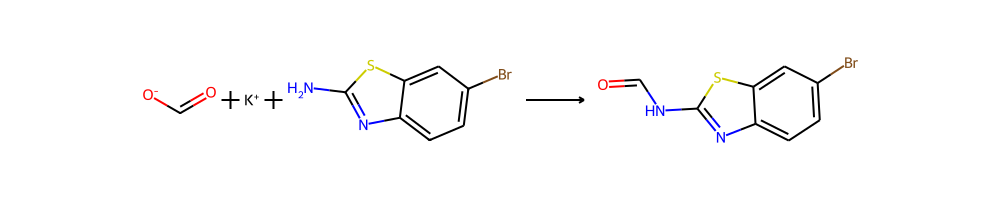 O⁻ O + K⁺ + H₂N S N Br O HN S N Br